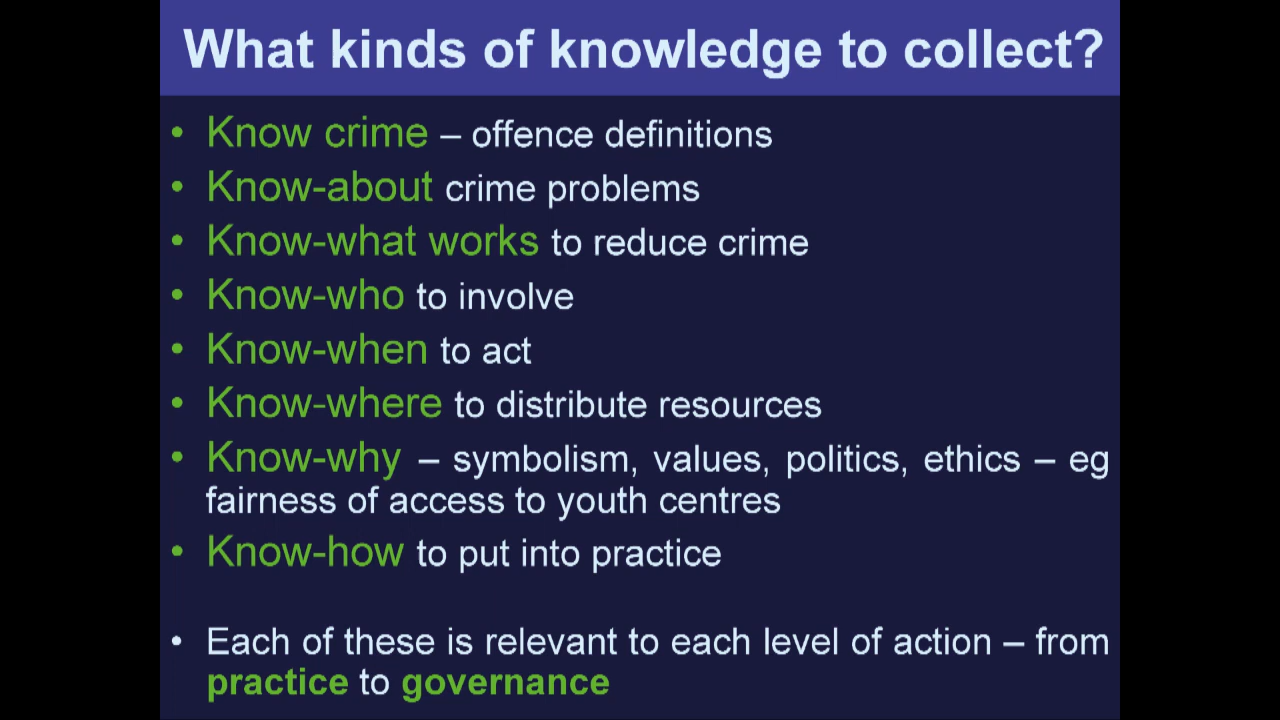 What kinds of knowledge to collect?
• Know crime – offence definitions
• Know-about crime problems
• Know-what works to reduce crime
• Know-who to involve
• Know-when to act
• Know-where to distribute resources
• Know-why – symbolism, values, politics, ethics – eg
fairness of access to youth centres
• Know-how to put into practice
• Each of these is relevant to each level of action – from
practice to governance